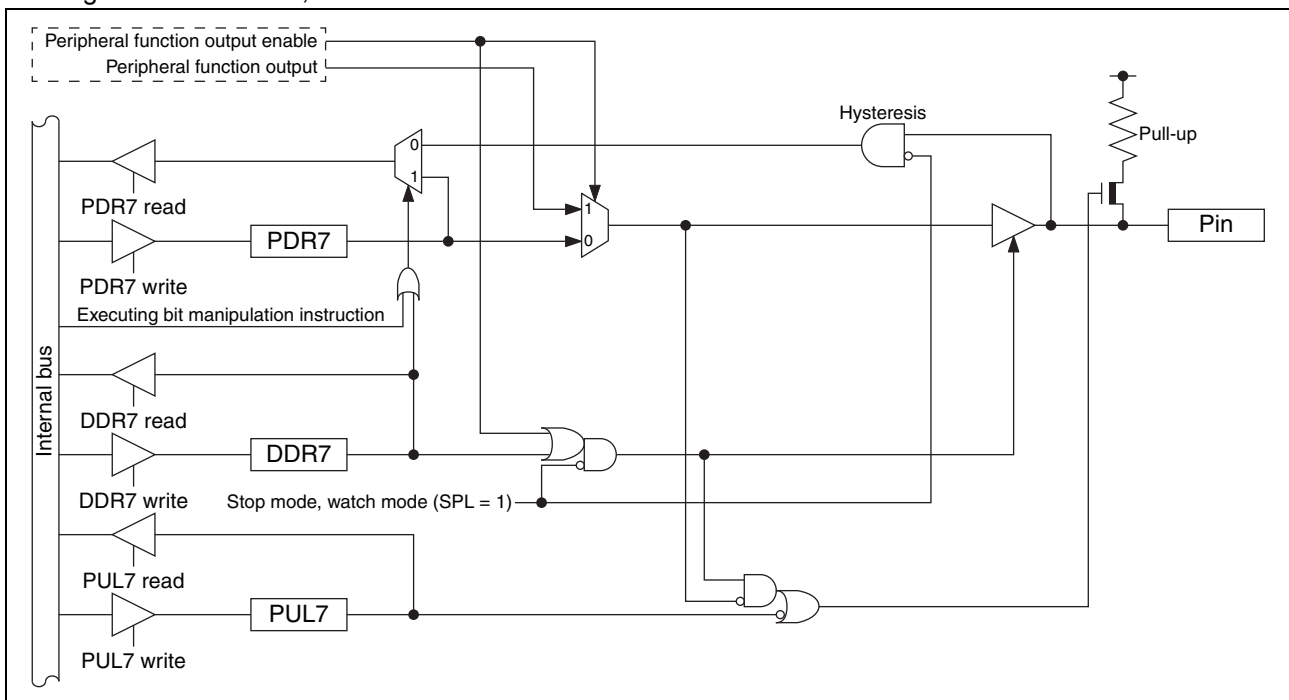 Peripheral function output enable
Peripheral function output
Hysteresis
Pull-up
0
1
PDR7 read
1
0
Pin
PDR7
PDR7 write
Executing bit manipulation instruction
Internal bus
DDR7 read
DDR7
DDR7 write
Stop mode, watch mode (SPL = 1)
PUL7 read
PUL7
PUL7 write